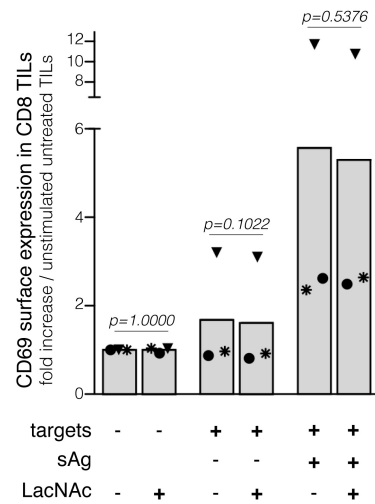 p=0.5376
12
10
8
CD69 surface expression in CD8 TILs
fold increase / unstimulated untreated TILs
6
p=0.1022
4
p=1.0000
2
0
targets - - + + + +
sAg - - - - + +
LacNAc - + - + - +